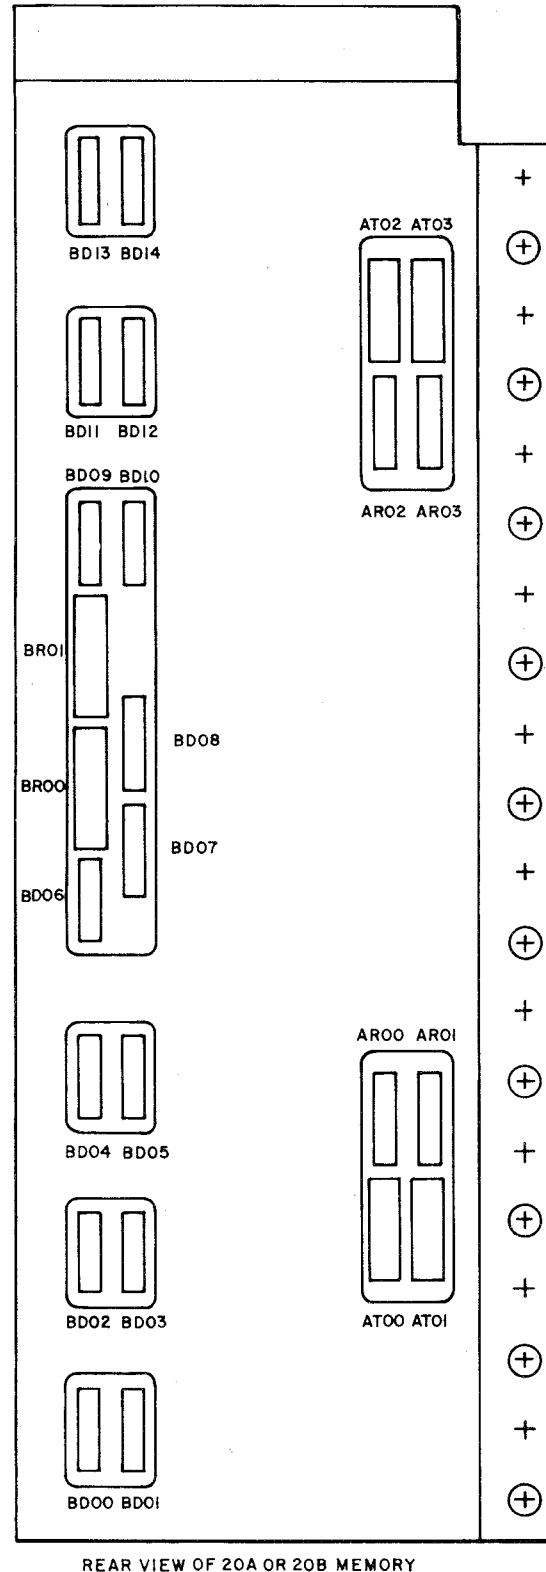 AT02 AT03
BD13 BD14
BD11 BD12
BD09 BD10
AR02 AR03
BR01
BD08
BR00
BD07
BD06
AR00 AR01
BD04 BD05
BD02 BD03
AT00 AT01
BD00 BD01
REAR VIEW OF 20A OR 20B MEMORY